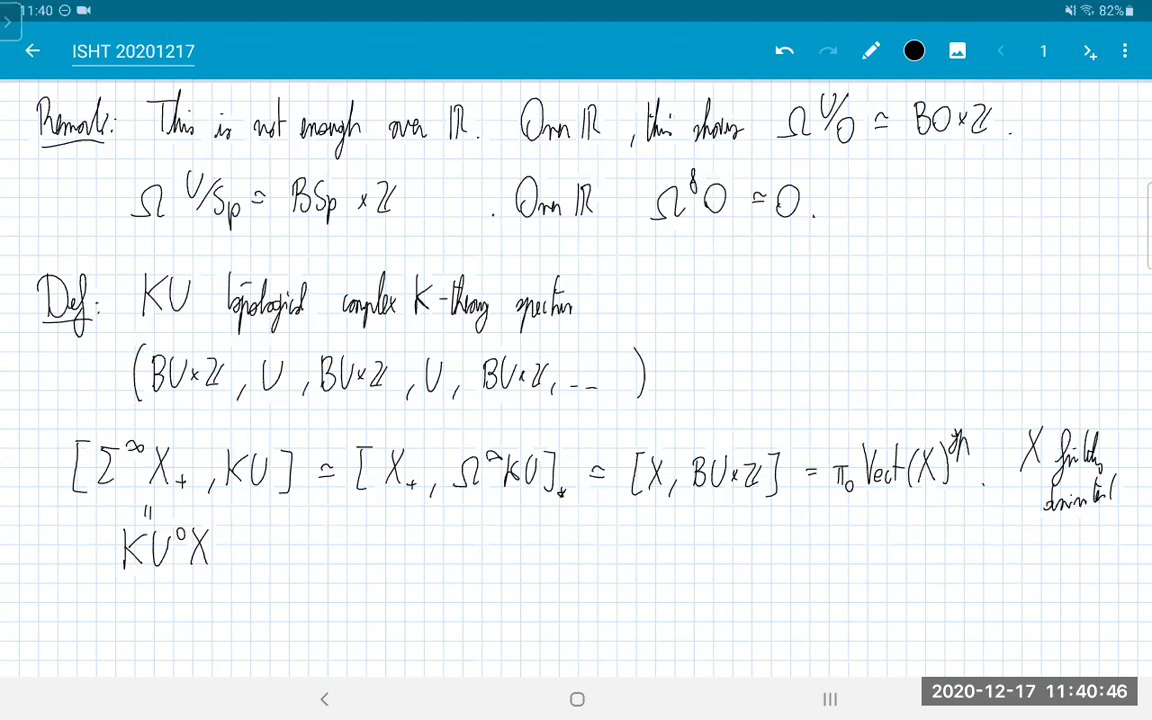 11:40
82%
ISHT 20201217
1
Remark: This is not enough over ℝ. Over ℝ, this shows Ω U/O ≃ BO×ℤ.
Ω U/Sp ≃ BSp × ℤ . Over ℝ Ω⁸O ≃ O.
Def: KU topological complex K-theory spectrum
(BU×ℤ, U, BU×ℤ, U, BU×ℤ, ... )
[Σ^∞ X₊, KU] ≃ [X₊, Ω^∞ KU]_* ≃ [X, BU×ℤ] = π₀ Vect(X)^gp. X finitely
dominated
=
KU⁰X
2020-12-17 11:40:46